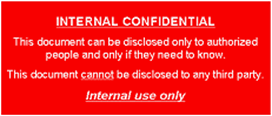 INTERNAL CONFIDENTIAL
This document can be disclosed only to authorized
people and only if they need to know.
This document cannot be disclosed to any third party.
Internal use only